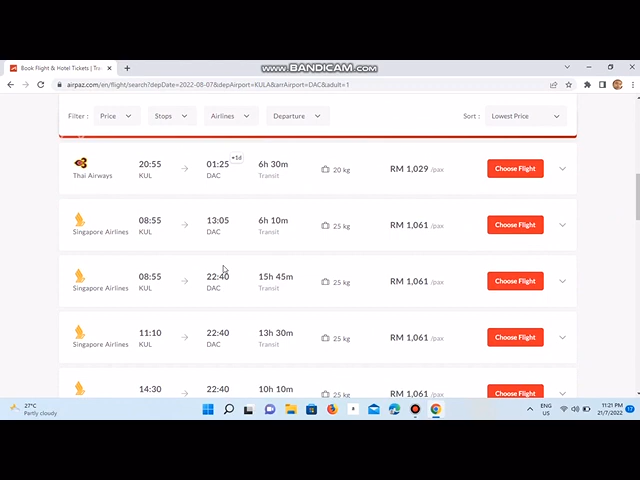 WWW.BANDICAM.COM
Book Flight & Hotel Tickets | Tra
airpaz.com/en/flight/search?depDate=2022-08-07&depAirport=KULA&arrAirport=DAC&adult=1
Filter : Price Stops Airlines Departure Sort : Lowest Price
20:55 01:25 +1d 6h 30m 20 kg RM 1,029 /pax Choose Flight
Thai Airways KUL DAC Transit
08:55 13:05 6h 10m 25 kg RM 1,061 /pax Choose Flight
Singapore Airlines KUL DAC Transit
08:55 22:40 15h 45m 25 kg RM 1,061 /pax Choose Flight
Singapore Airlines KUL DAC Transit
11:10 22:40 13h 30m 25 kg RM 1,061 /pax Choose Flight
Singapore Airlines KUL DAC Transit
14:30 22:40 10h 10m 25 kg RM 1,061 /pax Choose Flight
27°C
Partly cloudy
ENG
US
11:21 PM
21/7/2022